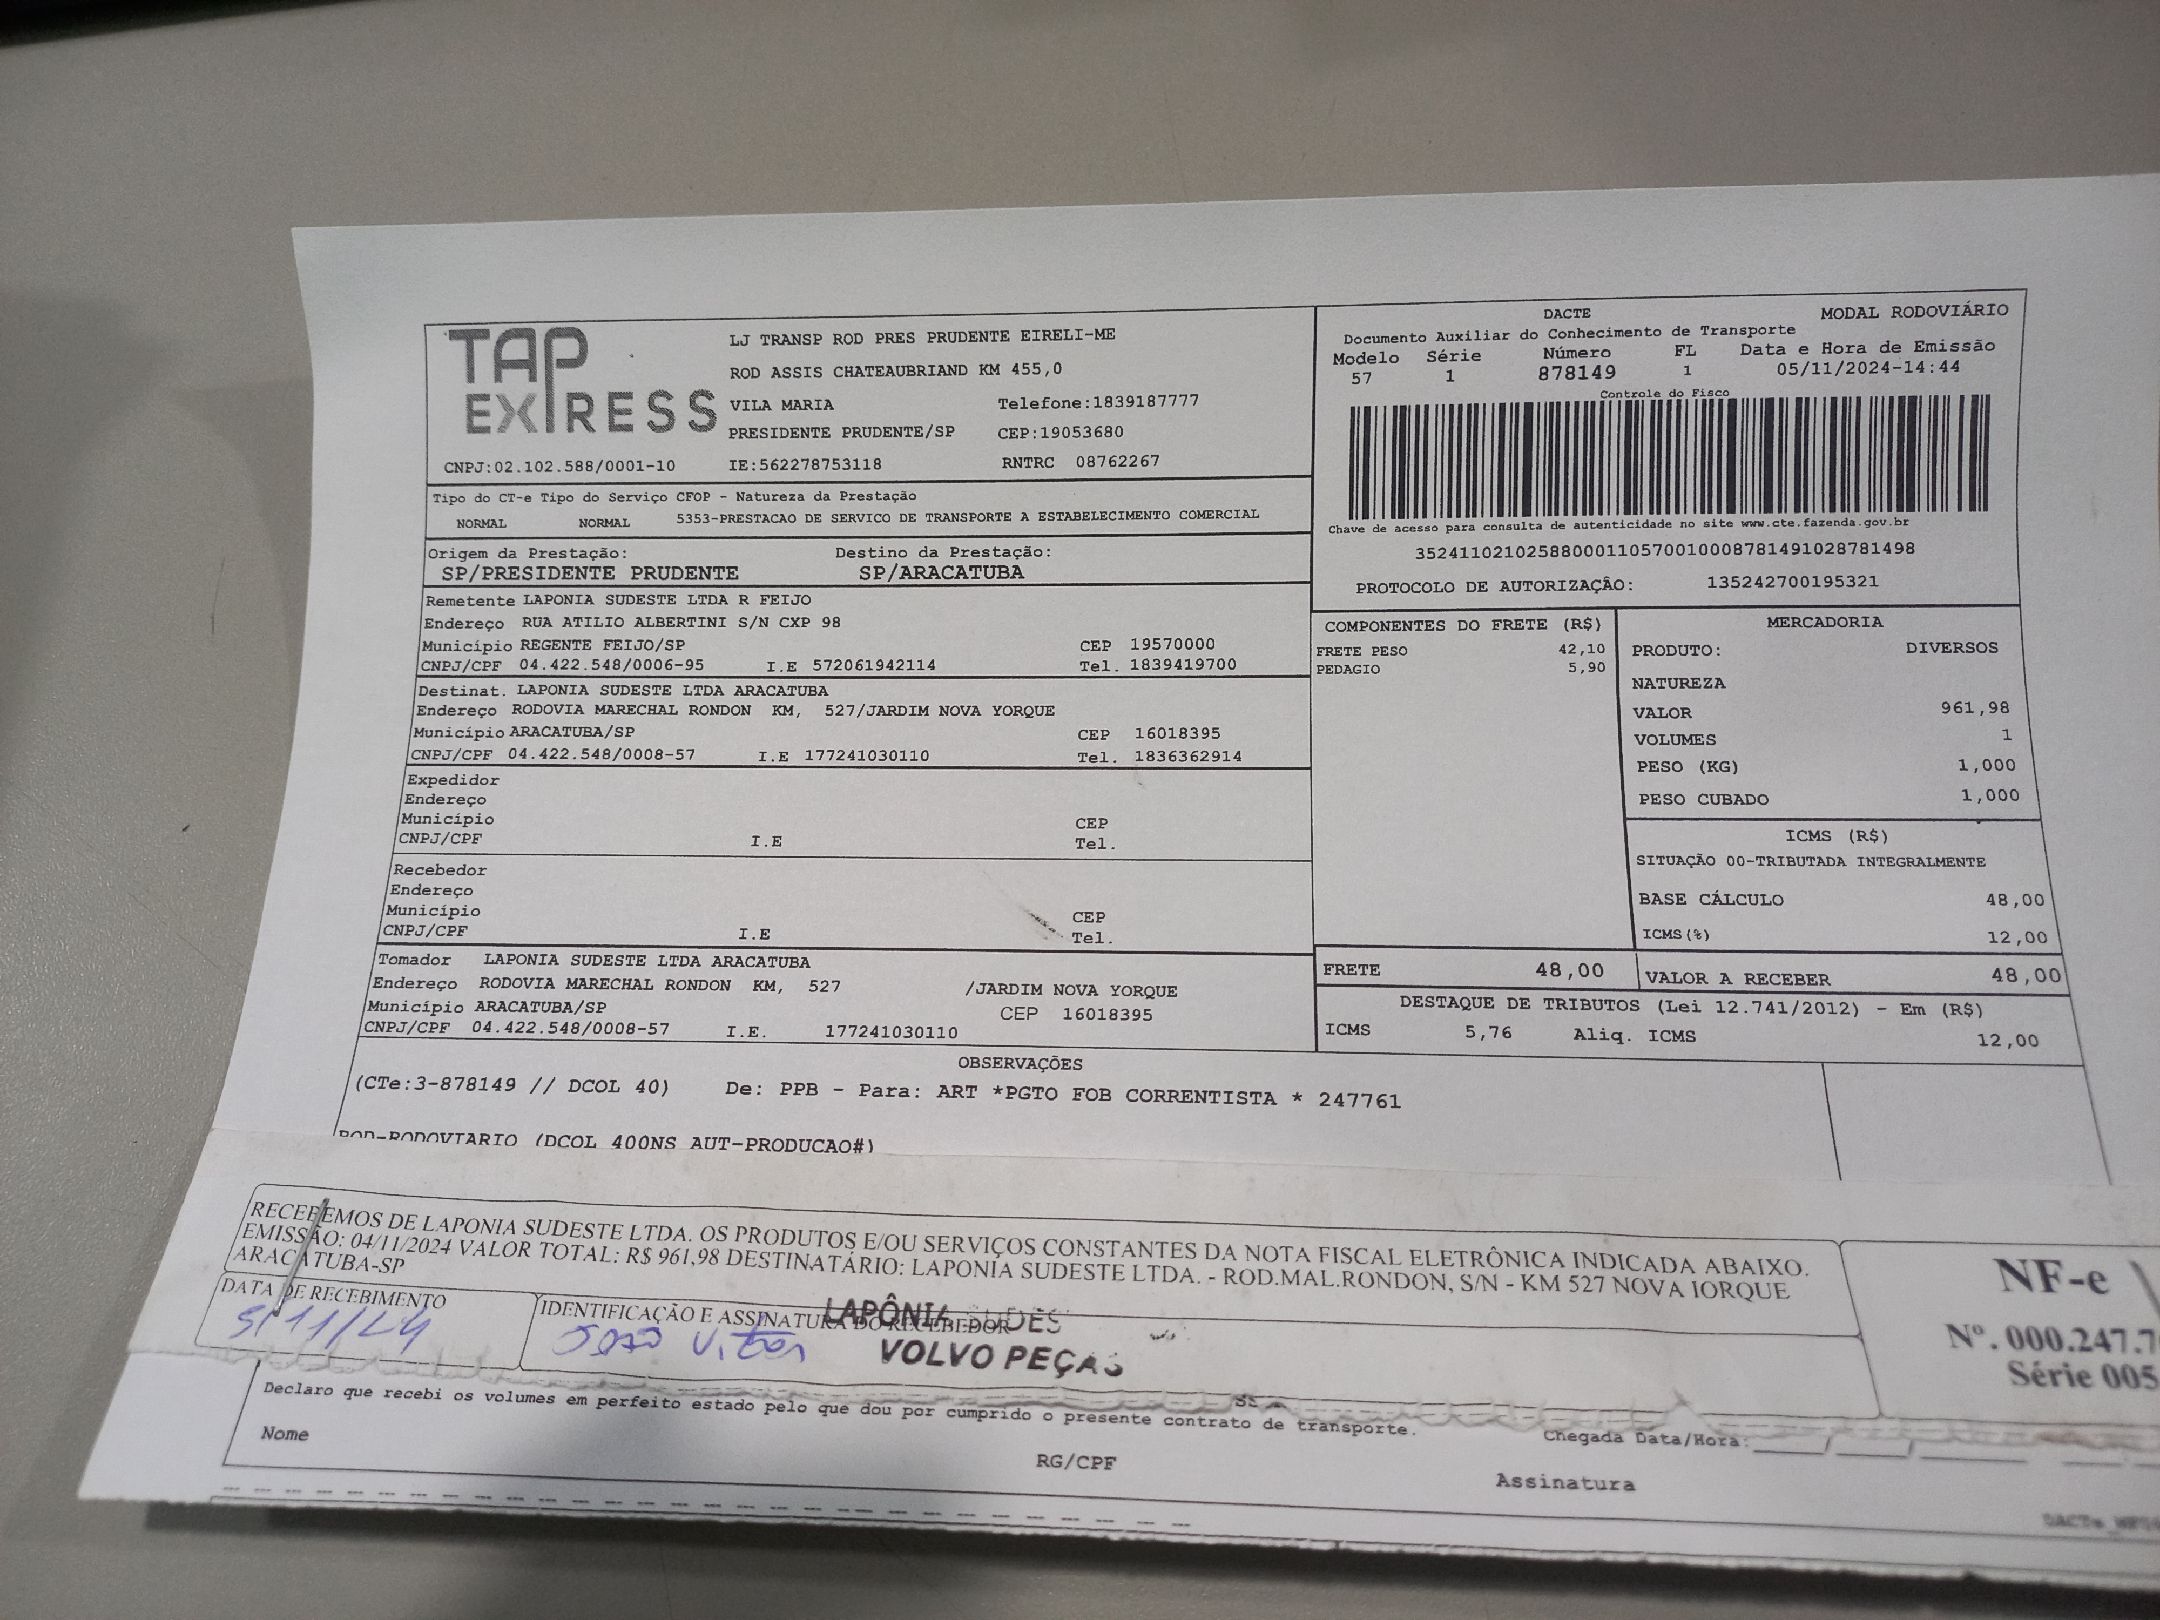 TAP
EXPRESS
LJ TRANSP ROD PRES PRUDENTE EIRELI-ME
ROD ASSIS CHATEAUBRIAND KM 455,0
VILA MARIA Telefone:1839187777
PRESIDENTE PRUDENTE/SP CEP:19053680
CNPJ:02.102.588/0001-10 IE:562278753118 RNTRC 08762267
DACTE MODAL RODOVIÁRIO
Documento Auxiliar do Conhecimento de Transporte
Modelo Série Número FL Data e Hora de Emissão
57 1 878149 1 05/11/2024-14:44
Controle do Fisco
Chave de acesso para consulta de autenticidade no site www.cte.fazenda.gov.br
35241102102588000110570010008781491028781498
PROTOCOLO DE AUTORIZAÇÃO: 135242700195321
Tipo do CT-e Tipo do Serviço CFOP - Natureza da Prestação
NORMAL NORMAL 5353-PRESTACAO DE SERVICO DE TRANSPORTE A ESTABELECIMENTO COMERCIAL
Origem da Prestação: Destino da Prestação:
SP/PRESIDENTE PRUDENTE SP/ARACATUBA
Remetente LAPONIA SUDESTE LTDA R FEIJO
Endereço RUA ATILIO ALBERTINI S/N CXP 98
Município REGENTE FEIJO/SP CEP 19570000
CNPJ/CPF 04.422.548/0006-95 I.E 572061942114 Tel. 1839419700
Destinat. LAPONIA SUDESTE LTDA ARACATUBA
Endereço RODOVIA MARECHAL RONDON KM, 527/JARDIM NOVA YORQUE
Município ARACATUBA/SP CEP 16018395
CNPJ/CPF 04.422.548/0008-57 I.E 177241030110 Tel. 1836362914
Expedidor
Endereço
Município CEP
CNPJ/CPF I.E Tel.
Recebedor
Endereço
Município CEP
CNPJ/CPF I.E Tel.
Tomador LAPONIA SUDESTE LTDA ARACATUBA
Endereço RODOVIA MARECHAL RONDON KM, 527 /JARDIM NOVA YORQUE
Município ARACATUBA/SP CEP 16018395
CNPJ/CPF 04.422.548/0008-57 I.E. 177241030110
COMPONENTES DO FRETE (R$)
FRETE PESO 42,10
PEDAGIO 5,90
MERCADORIA
PRODUTO: DIVERSOS
NATUREZA
VALOR 961,98
VOLUMES 1
PESO (KG) 1,000
PESO CUBADO 1,000
ICMS (R$)
SITUAÇÃO 00-TRIBUTADA INTEGRALMENTE
BASE CÁLCULO 48,00
ICMS(%) 12,00
FRETE 48,00 VALOR A RECEBER 48,00
DESTAQUE DE TRIBUTOS (Lei 12.741/2012) - Em (R$)
ICMS 5,76 Aliq. ICMS 12,00
OBSERVAÇÕES
(CTe:3-878149 // DCOL 40) De: PPB - Para: ART *PGTO FOB CORRENTISTA * 247761
ROD-RODOVIARIO (DCOL 400NS AUT-PRODUCAO#)
RECEBEMOS DE LAPONIA SUDESTE LTDA. OS PRODUTOS E/OU SERVIÇOS CONSTANTES DA NOTA FISCAL ELETRÔNICA INDICADA ABAIXO.
EMISSÃO: 04/11/2024 VALOR TOTAL: R$ 961,98 DESTINATÁRIO: LAPONIA SUDESTE LTDA. - ROD.MAL.RONDON, S/N - KM 527 NOVA IORQUE
ARACATUBA-SP
DATA DE RECEBIMENTO IDENTIFICAÇÃO E ASSINATURA DO RECEBEDOR
5/11/24 Joao Vitor
LAPÔNIA
VOLVO PEÇAS
NF-e
Nº. 000.247.7
Série 005
Declaro que recebi os volumes em perfeito estado pelo que dou por cumprido o presente contrato de transporte.
Nome RG/CPF Chegada Data/Hora:
Assinatura